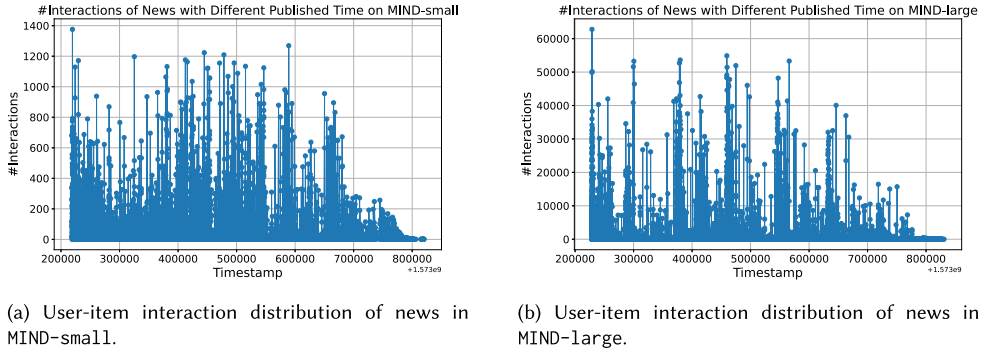 #Interactions of News with Different Published Time on MIND-small
1400
1200
1000
800
600
400
200
0
#Interactions
200000 300000 400000 500000 600000 700000 800000
Timestamp
+1.573e9
(a) User-item interaction distribution of news in
MIND-small.
#Interactions of News with Different Published Time on MIND-large
60000
50000
40000
30000
20000
10000
0
#Interactions
200000 300000 400000 500000 600000 700000 800000
Timestamp
+1.573e9
(b) User-item interaction distribution of news in
MIND-large.